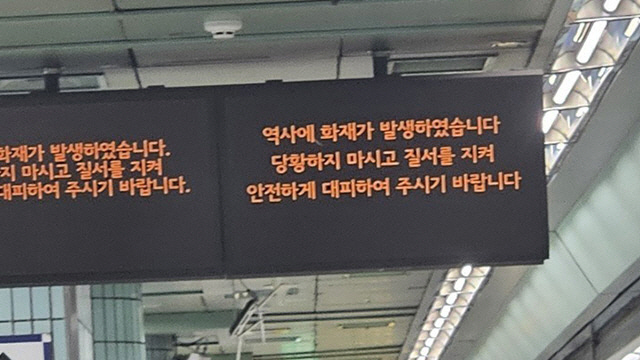 화재가 발생하였습니다.
지 마시고 질서를 지켜
대피하여 주시기 바랍니다.
역사에 화재가 발생하였습니다
당황하지 마시고 질서를 지켜
안전하게 대피하여 주시기 바랍니다